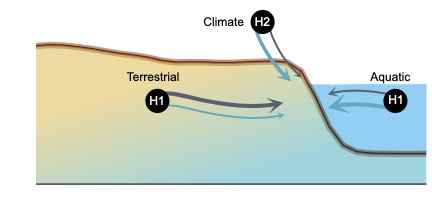 Climate H2
Terrestrial
H1
Aquatic
H1